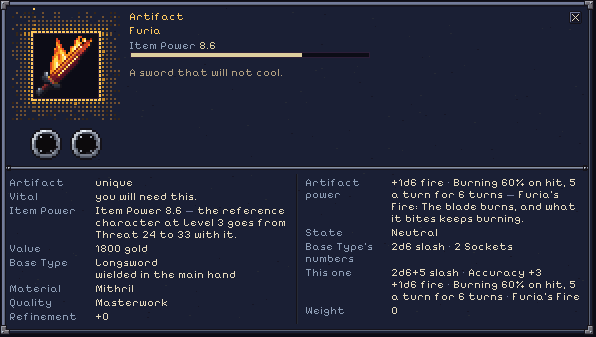 Artifact
Furia
Item Power 8.6
A sword that will not cool.
Artifact unique
Vital you will need this.
Item Power Item Power 8.6 — the reference
character at Level 3 goes from
Threat 24 to 33 with it.
Value 1800 gold
Base Type Longsword
wielded in the main hand
Material Mithril
Quality Masterwork
Refinement +0
Artifact power +1d6 fire · Burning 60% on hit, 5
a turn for 6 turns — Furia's
Fire: The blade burns, and what
it bites keeps burning.
State Neutral
Base Type's numbers 2d6 slash · 2 Sockets
This one 2d6+5 slash · Accuracy +3
+1d6 fire · Burning 60% on hit, 5
a turn for 6 turns · Furia's Fire
Weight 0